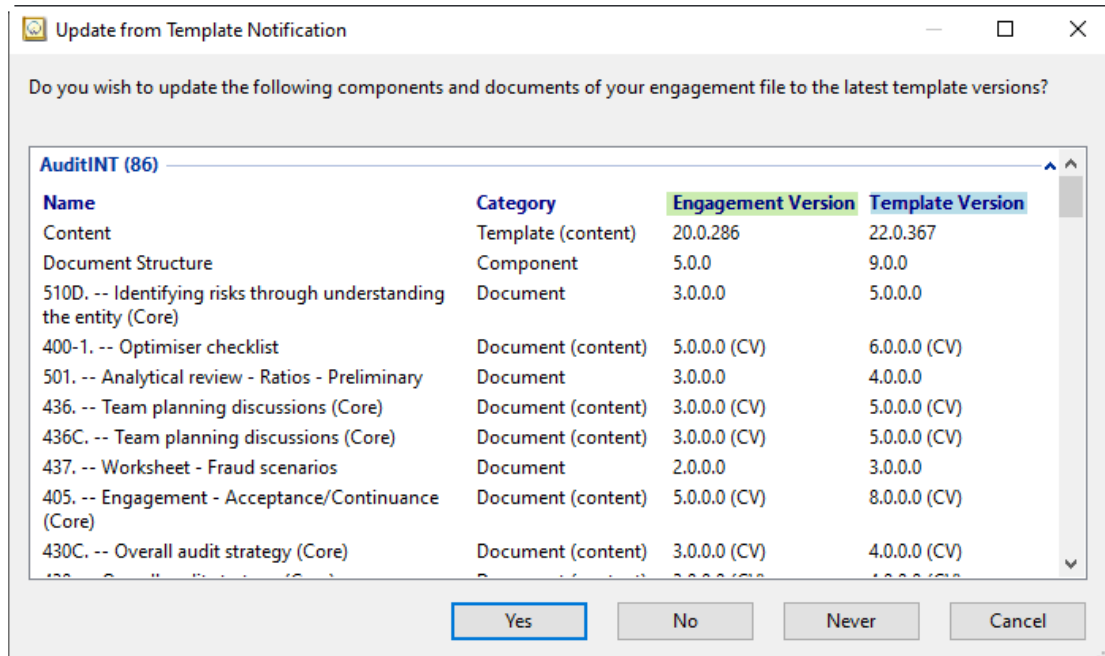 Update from Template Notification
Do you wish to update the following components and documents of your engagement file to the latest template versions?
AuditINT (86)
Name Category Engagement Version Template Version
Content Template (content) 20.0.286 22.0.367
Document Structure Component 5.0.0 9.0.0
510D. -- Identifying risks through understanding Document 3.0.0.0 5.0.0.0
the entity (Core)
400-1. -- Optimiser checklist Document (content) 5.0.0.0 (CV) 6.0.0.0 (CV)
501. -- Analytical review - Ratios - Preliminary Document 3.0.0.0 4.0.0.0
436. -- Team planning discussions (Core) Document (content) 3.0.0.0 (CV) 5.0.0.0 (CV)
436C. -- Team planning discussions (Core) Document (content) 3.0.0.0 (CV) 5.0.0.0 (CV)
437. -- Worksheet - Fraud scenarios Document 2.0.0.0 3.0.0.0
405. -- Engagement - Acceptance/Continuance Document (content) 5.0.0.0 (CV) 8.0.0.0 (CV)
(Core)
430C. -- Overall audit strategy (Core) Document (content) 3.0.0.0 (CV) 4.0.0.0 (CV)
Yes No Never Cancel